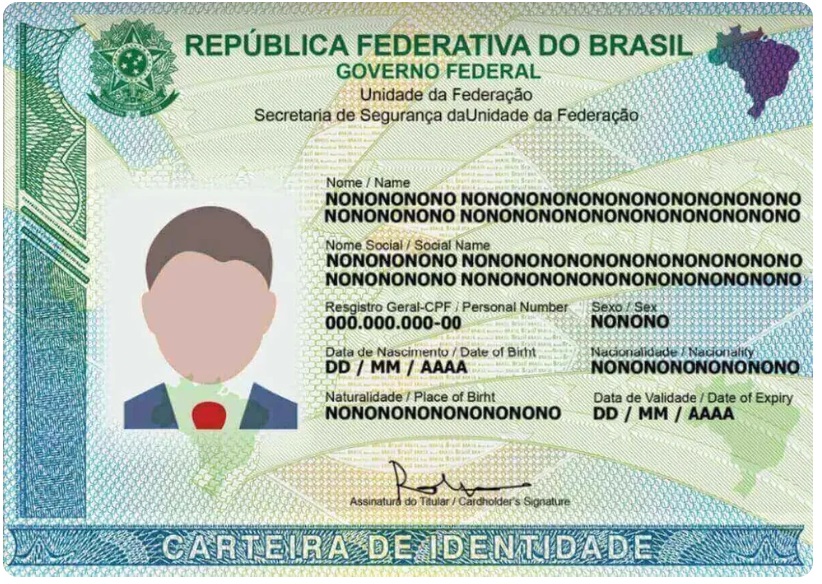 REPÚBLICA FEDERATIVA DO BRASIL
GOVERNO FEDERAL
Unidade da Federação
Secretaria de Segurança daUnidade da Federação
Nome / Name
NONONONONO NONONONONONONONONONONONONO
NONONONONO NONONONONONONONONONONONONO
Nome Social / Social Name
NONONONONO NONONONONONONONONONONONONO
NONONONONO NONONONONONONONONONONONONO
Resgistro Geral-CPF / Personal Number
000.000.000-00
Sexo / Sex
NONONO
Data de Nascimento / Date of Birht
DD / MM / AAAA
Nacionalidade / Nacionality
NONONONONONONONO
Naturalidade / Place of Birht
NONONONONONONONONO
Data de Validade / Date of Expiry
DD / MM / AAAA
Assinatura do Titular / Cardholder's Signature
CARTEIRA DE IDENTIDADE